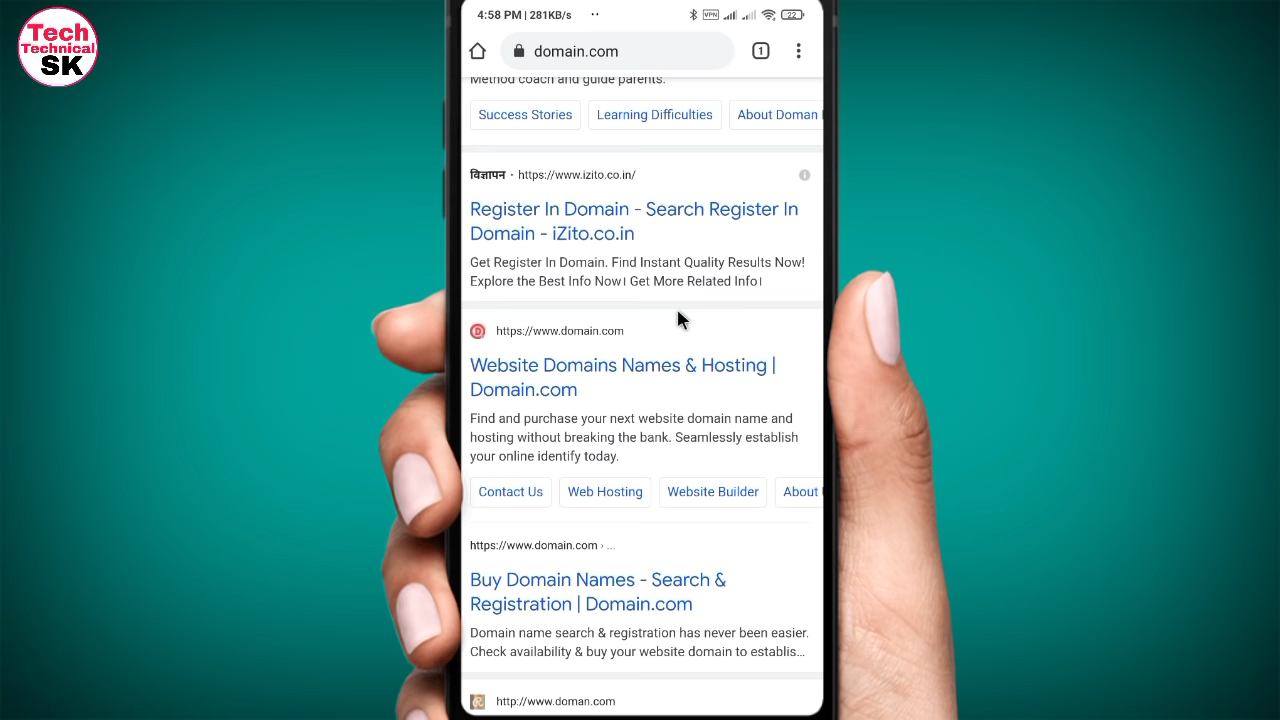 Tech
Technical
SK
4:58 PM | 281KB/s ··
VPN
22
domain.com
1
Method coach and guide parents.
Success Stories
Learning Difficulties
About Doman
विज्ञापन · https://www.izito.co.in/
Register In Domain - Search Register In
Domain - iZito.co.in
Get Register In Domain. Find Instant Quality Results Now!
Explore the Best Info Now। Get More Related Info।
https://www.domain.com
Website Domains Names & Hosting |
Domain.com
Find and purchase your next website domain name and
hosting without breaking the bank. Seamlessly establish
your online identify today.
Contact Us
Web Hosting
Website Builder
About
https://www.domain.com › ...
Buy Domain Names - Search &
Registration | Domain.com
Domain name search & registration has never been easier.
Check availability & buy your website domain to establis...
http://www.doman.com